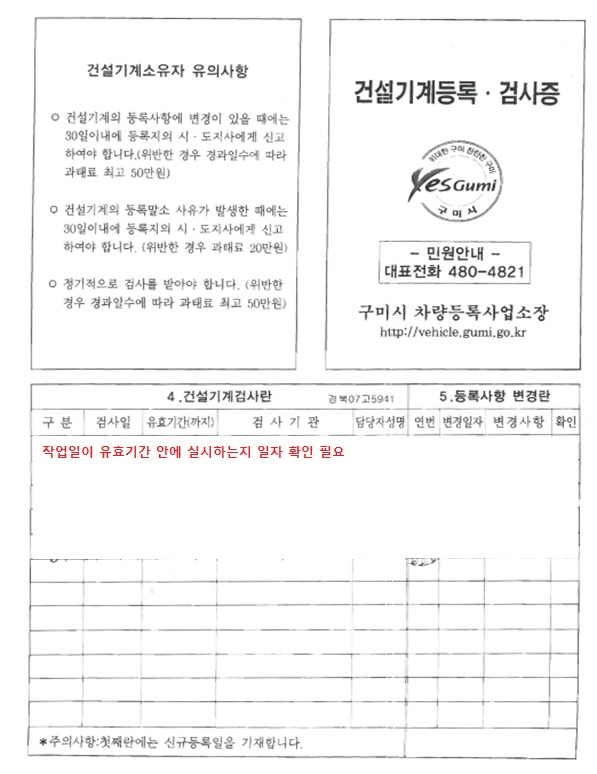 건설기계소유자 유의사항
○ 건설기계의 등록사항에 변경이 있을 때에는
30일이내에 등록지의 시·도지사에게 신고
하여야 합니다.(위반한 경우 경과일수에 따라
과태료 최고 50만원)
○ 건설기계의 등록말소 사유가 발생한 때에는
30일이내에 등록지의 시·도지사에게 신고
하여야 합니다. (위반한 경우 과태료 20만원)
○ 정기적으로 검사를 받아야 합니다. (위반한
경우 경과일수에 따라 과태료 최고 50만원)
건설기계등록·검사증
위대한 구미 찬란한 구미
Yes Gumi
구미시
- 민원안내 -
대표전화 480-4821
구미시 차량등록사업소장
http://vehicle.gumi.go.kr
4.건설기계검사란 경북07고5941 5.등록사항 변경란
구분 검사일 유효기간(까지) 검사기관 담당자성명 연번 변경일자 변경사항 확인
작업일이 유효기간 안에 실시하는지 일자 확인 필요
*주의사항:첫째란에는 신규등록일을 기재합니다.